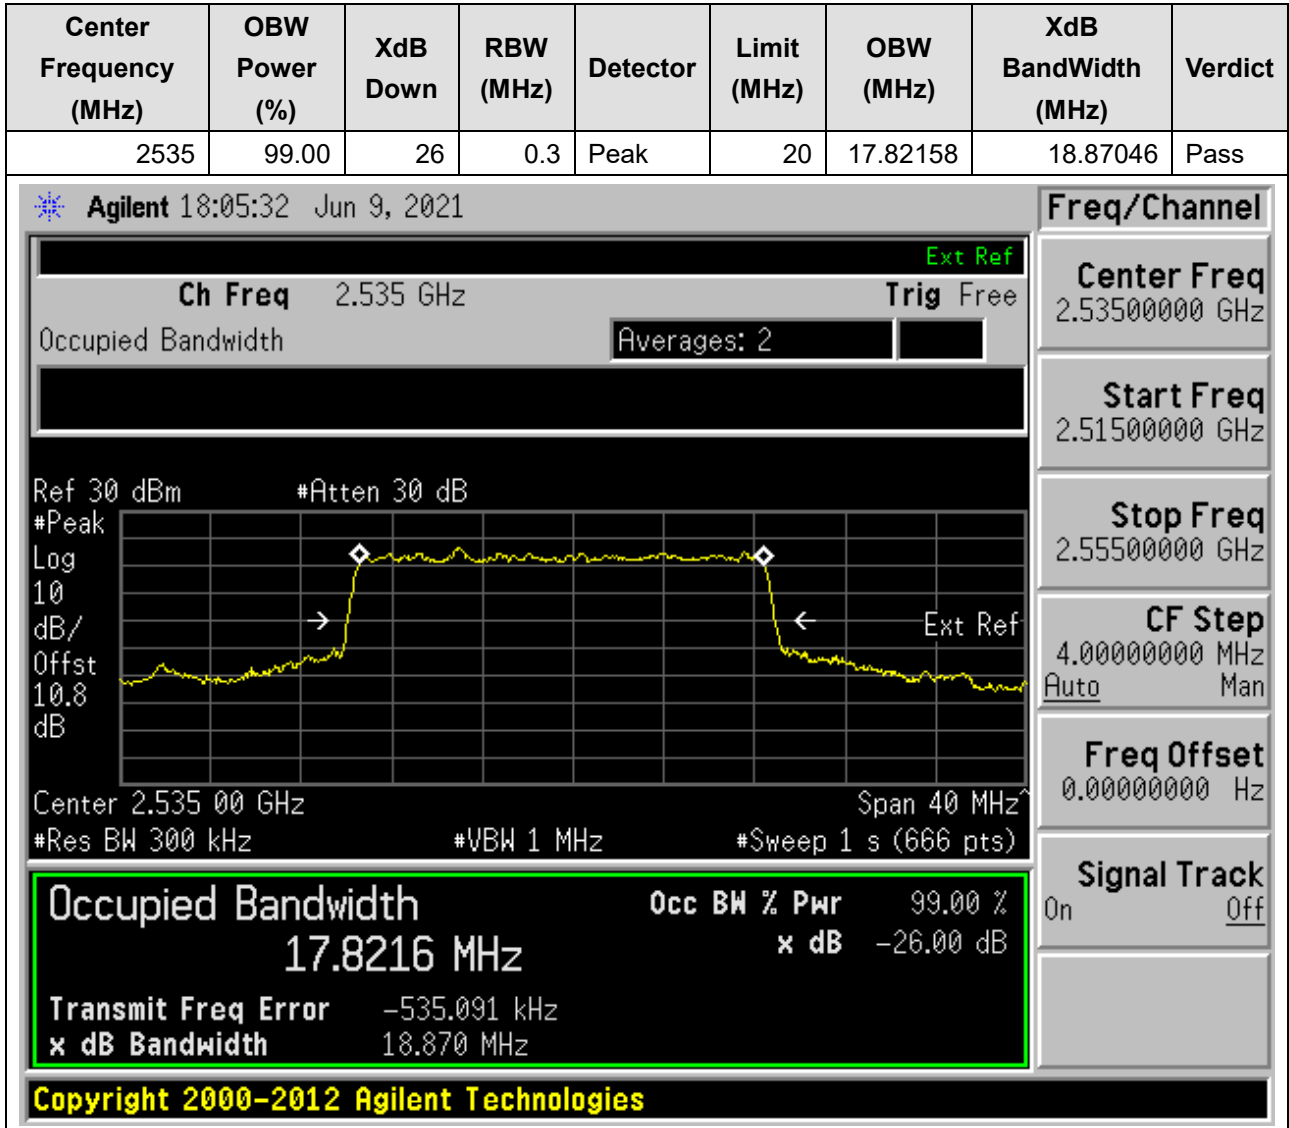 Center Frequency (MHz) OBW Power (%) XdB Down RBW (MHz) Detector Limit (MHz) OBW (MHz) XdB BandWidth (MHz) Verdict
2535 99.00 26 0.3 Peak 20 17.82158 18.87046 Pass
Agilent 18:05:32 Jun 9, 2021
Freq/Channel
Ext Ref
Ch Freq 2.535 GHz Trig Free
Occupied Bandwidth Averages: 2
Center Freq
2.53500000 GHz
Start Freq
2.51500000 GHz
Stop Freq
2.55500000 GHz
CF Step
4.00000000 MHz
Auto Man
Freq Offset
0.00000000 Hz
Signal Track
On Off
Ref 30 dBm #Atten 30 dB
#Peak
Log
10
dB/
Offst
10.8
dB
Ext Ref
Center 2.535 00 GHz Span 40 MHz^
#Res BW 300 kHz #VBW 1 MHz #Sweep 1 s (666 pts)
Occupied Bandwidth Occ BW % Pwr 99.00 %
17.8216 MHz x dB -26.00 dB
Transmit Freq Error -535.091 kHz
x dB Bandwidth 18.870 MHz
Copyright 2000-2012 Agilent Technologies